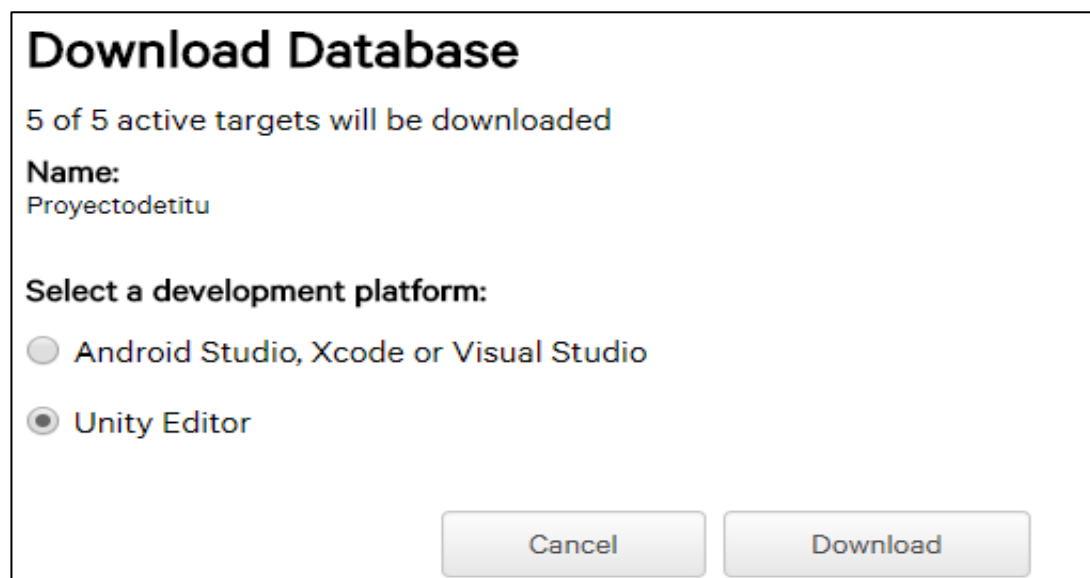 Download Database
5 of 5 active targets will be downloaded
Name:
Proyectodetitu
Select a development platform:
Android Studio, Xcode or Visual Studio
Unity Editor
Cancel Download